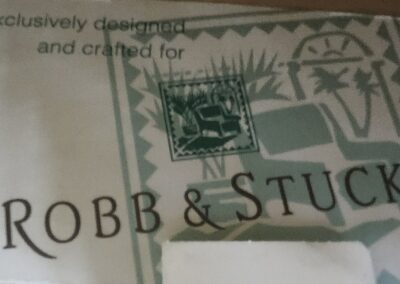 xclusively designed
and crafted for
ROBB & STUCK